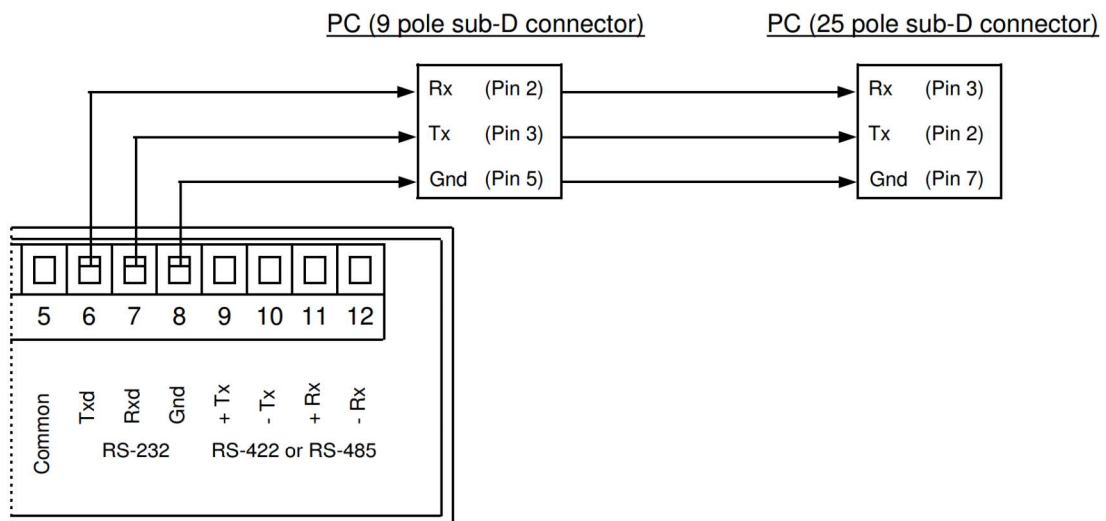 PC (9 pole sub-D connector) PC (25 pole sub-D connector)
Rx (Pin 2) Rx (Pin 3)
Tx (Pin 3) Tx (Pin 2)
Gnd (Pin 5) Gnd (Pin 7)
5 6 7 8 9 10 11 12
Common Txd Rxd Gnd + Tx - Tx + Rx - Rx
RS-232 RS-422 or RS-485